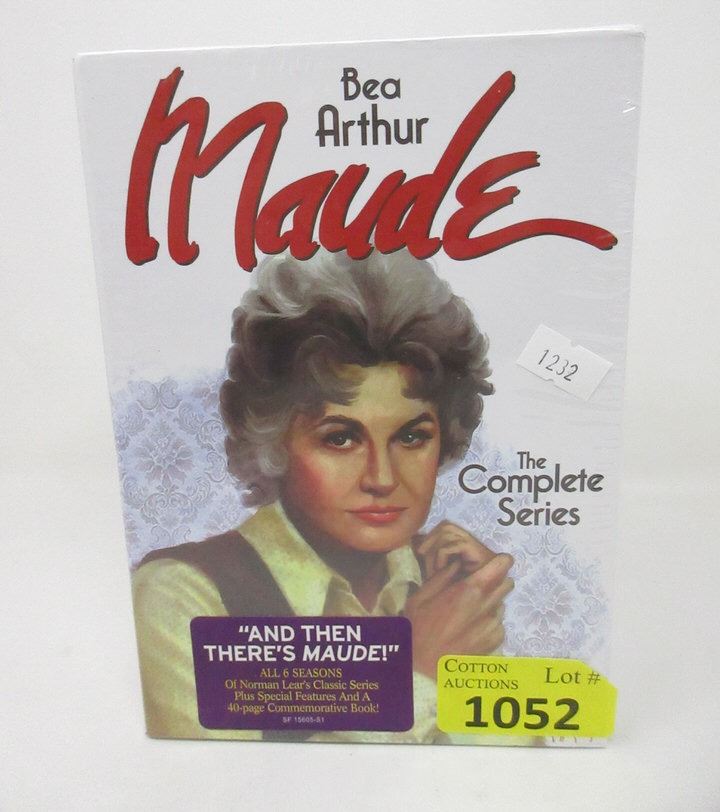 Bea
Arthur
Maude
1232
The
Complete
Series
"AND THEN
THERE'S MAUDE!"
ALL 6 SEASONS
Of Norman Lear's Classic Series
Plus Special Features And A
40-page Commemorative Book!
SF 15605-S1
COTTON
AUCTIONS
Lot #
1052